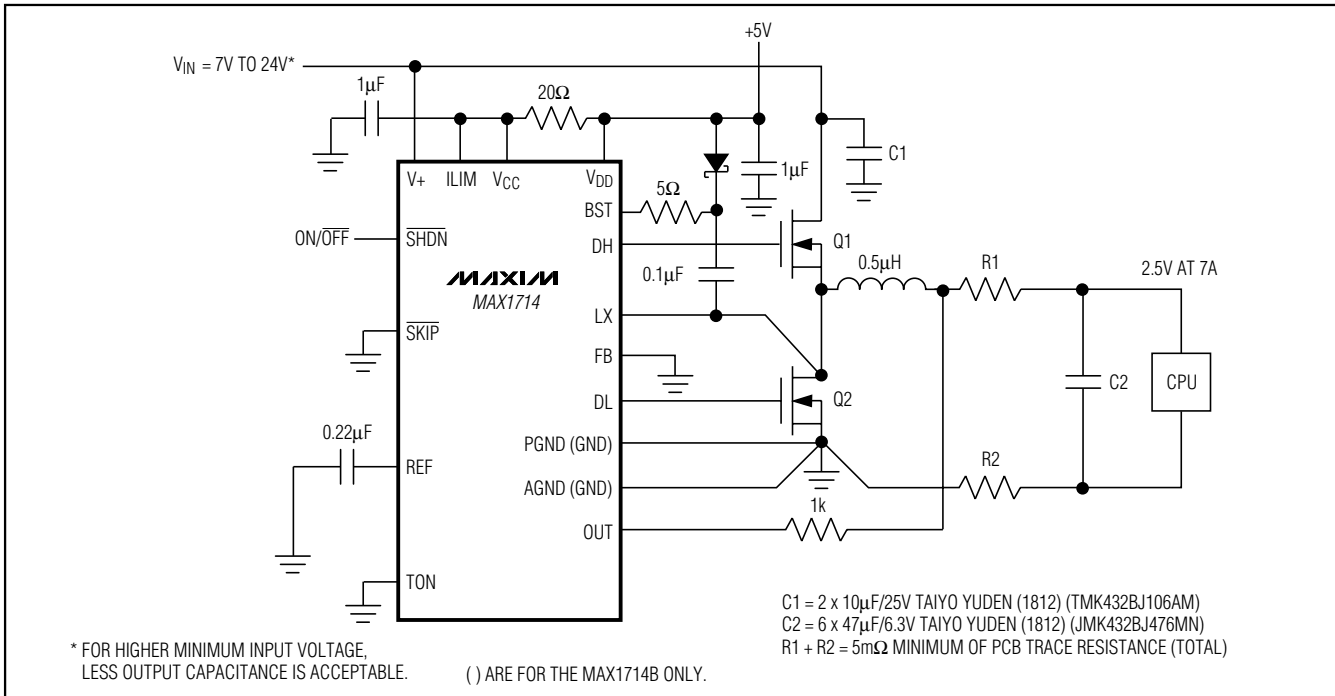 +5V
VIN = 7V TO 24V*
1µF
20Ω
C1
1µF
V+
ILIM
VCC
VDD
5Ω
BST
ON/OFF
SHDN
DH
Q1
MAXIM
MAX1714
0.1µF
0.5µH
R1
2.5V AT 7A
LX
SKIP
FB
C2
CPU
DL
Q2
0.22µF
PGND (GND)
REF
R2
AGND (GND)
1k
OUT
TON
C1 = 2 x 10µF/25V TAIYO YUDEN (1812) (TMK432BJ106AM)
C2 = 6 x 47µF/6.3V TAIYO YUDEN (1812) (JMK432BJ476MN)
R1 + R2 = 5mΩ MINIMUM OF PCB TRACE RESISTANCE (TOTAL)
* FOR HIGHER MINIMUM INPUT VOLTAGE,
LESS OUTPUT CAPACITANCE IS ACCEPTABLE.
( ) ARE FOR THE MAX1714B ONLY.